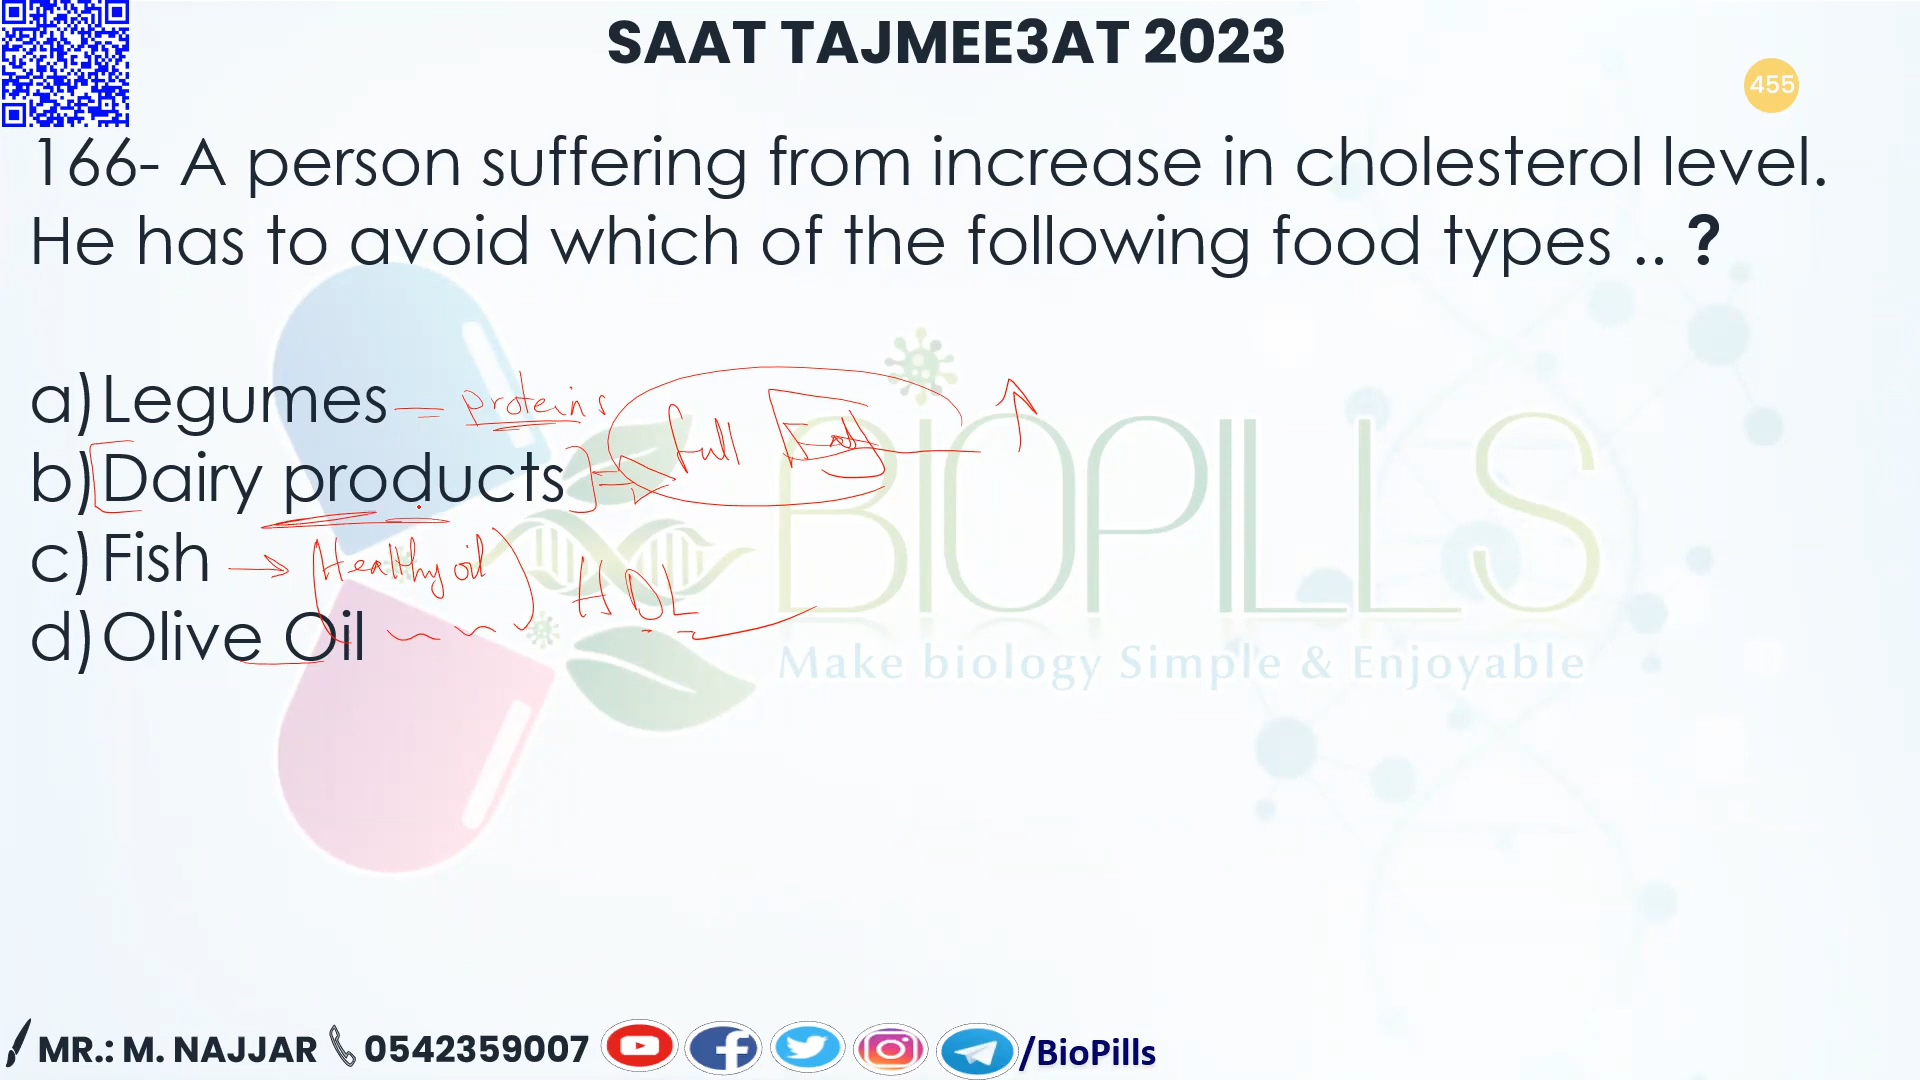 SAAT TAJMEE3AT 2023
455
166- A person suffering from increase in cholesterol level.
He has to avoid which of the following food types .. ?
a) Legumes = proteins
b) Dairy products => full Fat
c) Fish → Healthy oil HDL
d) Olive Oil
BIOPILLS
Make biology Simple & Enjoyable
MR.: M. NAJJAR 0542359007 /BioPills